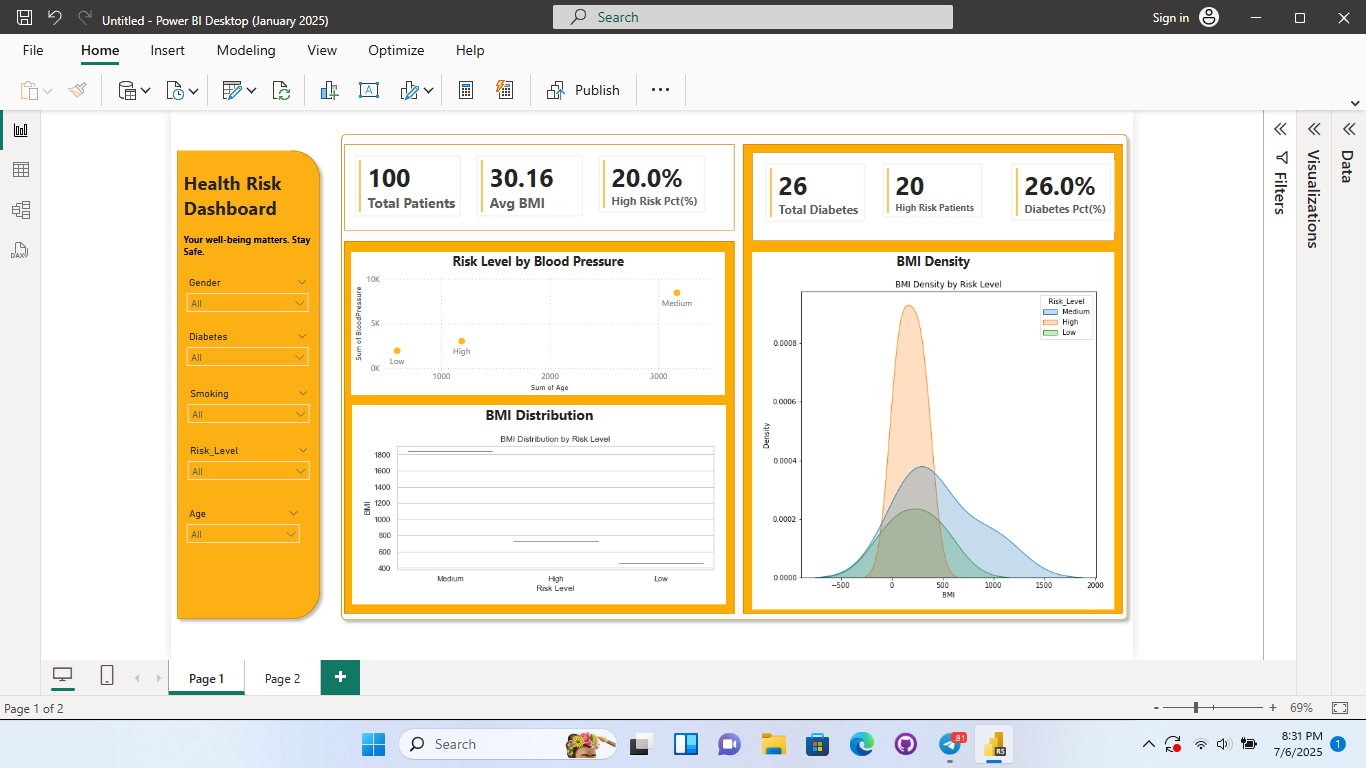 Untitled - Power BI Desktop (January 2025)
Search
Sign in
File
Home
Insert
Modeling
View
Optimize
Help
Publish
DAX
Health Risk
Dashboard
Your well-being matters. Stay
Safe.
Gender
All
Diabetes
All
Smoking
All
Risk_Level
All
Age
All
100
Total Patients
30.16
Avg BMI
20.0%
High Risk Pct(%)
26
Total Diabetes
20
High Risk Patients
26.0%
Diabetes Pct(%)
Risk Level by Blood Pressure
Sum of BloodPressure
10K
5K
0K
Low
High
Medium
1000
2000
3000
Sum of Age
BMI Distribution
BMI Distribution by Risk Level
BMI
1800
1600
1400
1200
1000
800
600
400
Medium
High
Low
Risk Level
BMI Density
BMI Density by Risk Level
Risk_Level
Medium
High
Low
Density
0.0008
0.0006
0.0004
0.0002
0.0000
−500
0
500
1000
1500
2000
BMI
Filters
Visualizations
Data
Page 1
Page 2
+
Page 1 of 2
-
+
69%
Search
81
RS
8:31 PM
7/6/2025
1